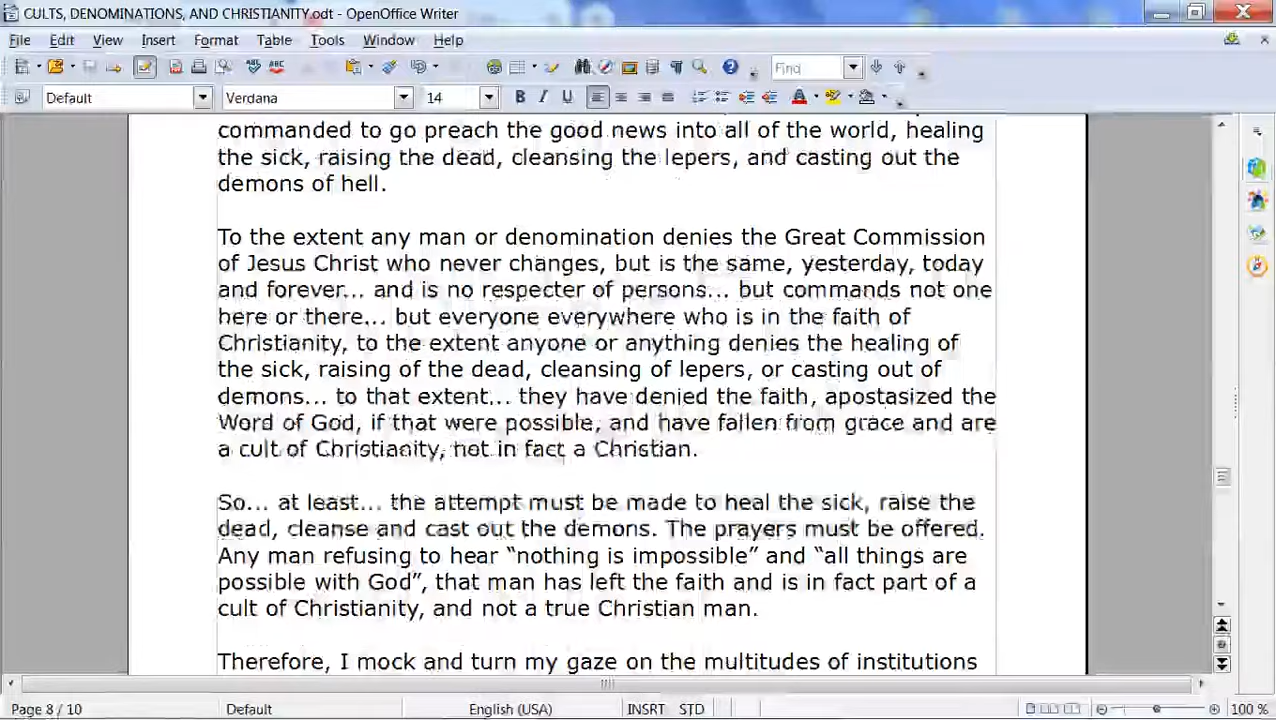 CULTS, DENOMINATIONS, AND CHRISTIANITY.odt - OpenOffice Writer
File Edit View Insert Format Table Tools Window Help
Find
Default Verdana 14
commanded to go preach the good news into all of the world, healing
the sick, raising the dead, cleansing the lepers, and casting out the
demons of hell.
To the extent any man or denomination denies the Great Commission
of Jesus Christ who never changes, but is the same, yesterday, today
and forever... and is no respecter of persons... but commands not one
here or there... but everyone everywhere who is in the faith of
Christianity, to the extent anyone or anything denies the healing of
the sick, raising of the dead, cleansing of lepers, or casting out of
demons... to that extent... they have denied the faith, apostasized the
Word of God, if that were possible, and have fallen from grace and are
a cult of Christianity, not in fact a Christian.
So... at least... the attempt must be made to heal the sick, raise the
dead, cleanse and cast out the demons. The prayers must be offered.
Any man refusing to hear “nothing is impossible” and “all things are
possible with God”, that man has left the faith and is in fact part of a
cult of Christianity, and not a true Christian man.
Therefore, I mock and turn my gaze on the multitudes of institutions
Page 8 / 10 Default English (USA) INSRT STD 100 %